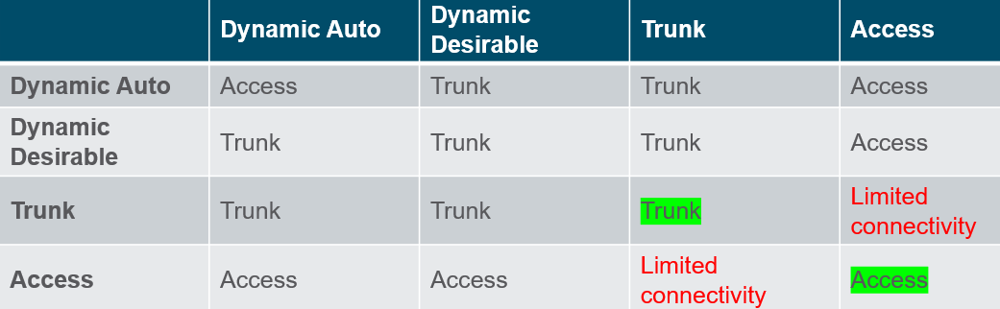 Dynamic Auto
Dynamic
Desirable
Trunk
Access
Dynamic Auto
Access
Trunk
Trunk
Access
Dynamic
Desirable
Trunk
Trunk
Trunk
Access
Trunk
Trunk
Trunk
Trunk
Limited
connectivity
Access
Access
Access
Limited
connectivity
Access